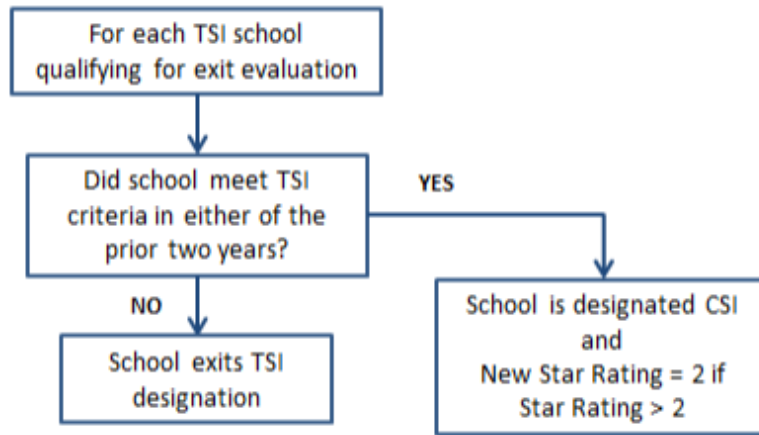 For each TSI school
qualifying for exit evaluation
Did school meet TSI
criteria in either of the
prior two years?
YES
NO
School exits TSI
designation
School is designated CSI
and
New Star Rating = 2 if
Star Rating > 2